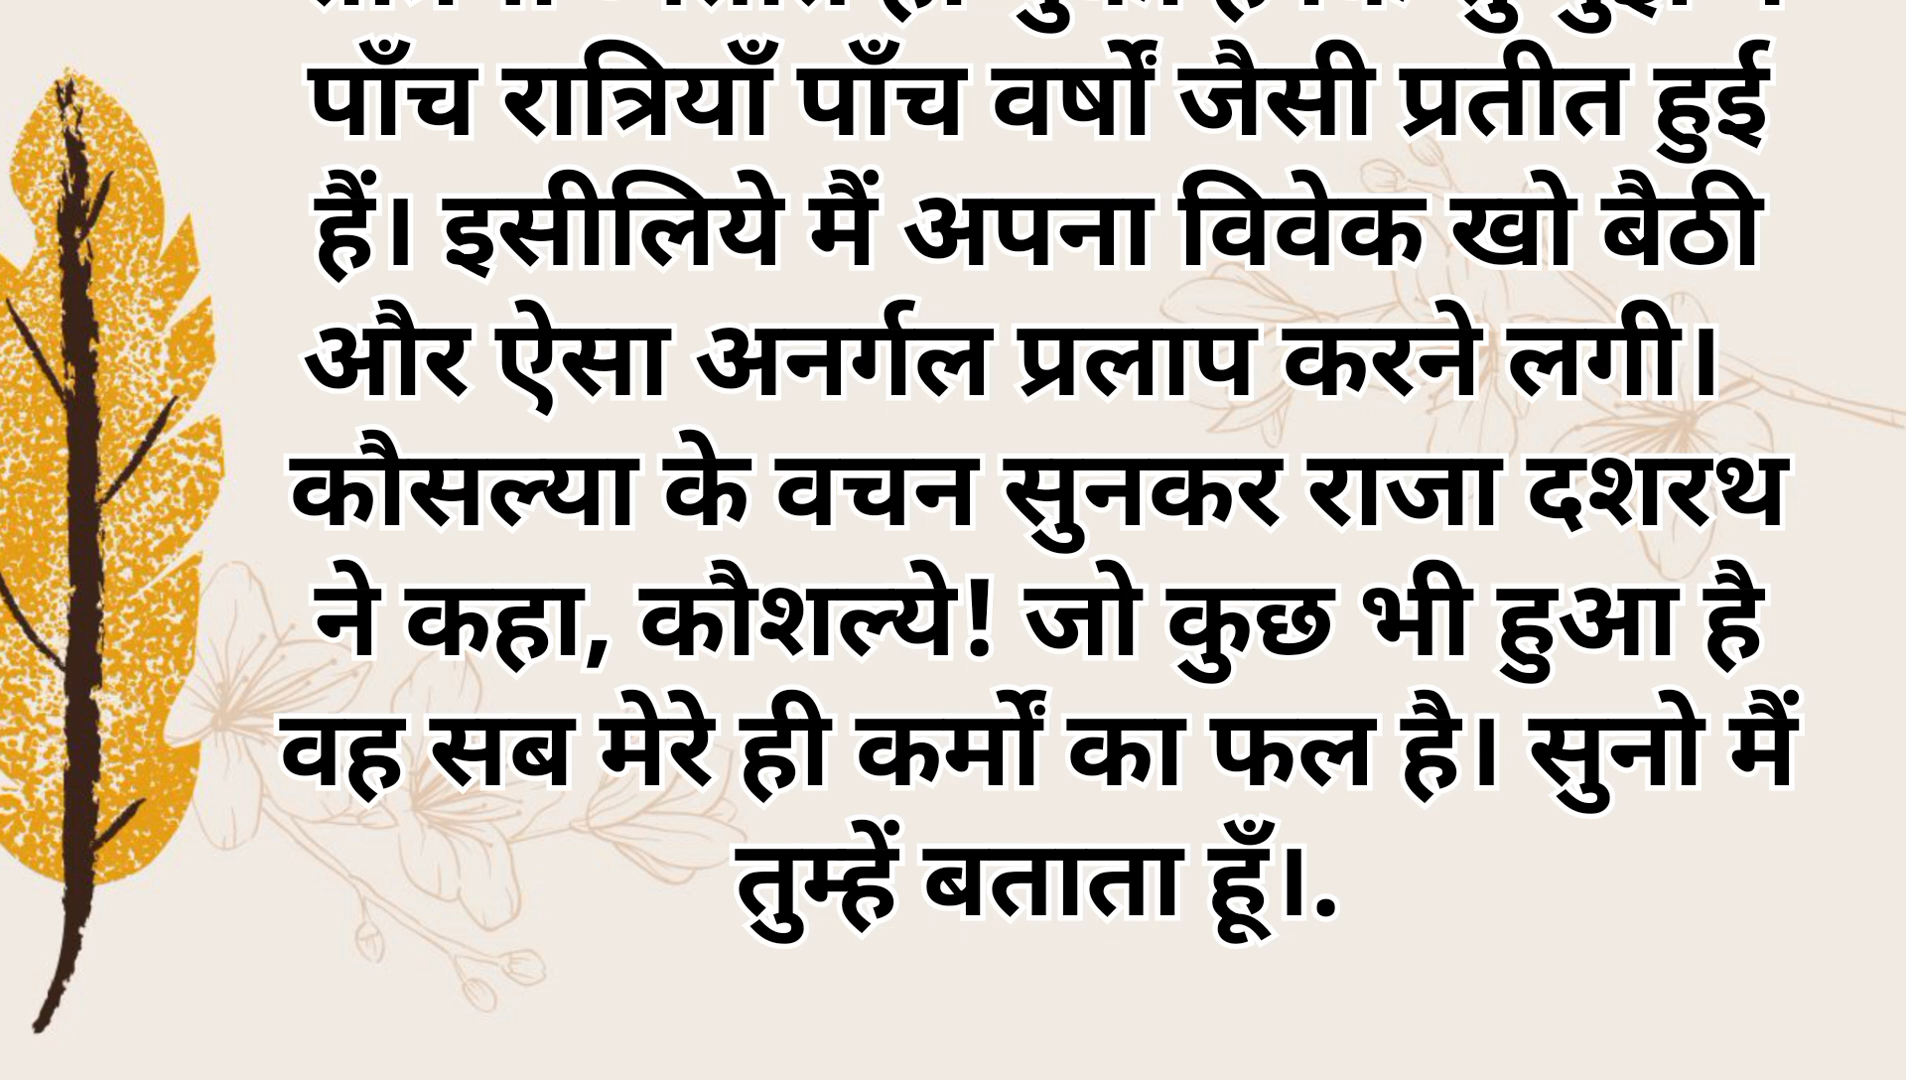 पाँच रात्रियाँ पाँच वर्षों जैसी प्रतीत हुई
हैं। इसीलिये मैं अपना विवेक खो बैठी
और ऐसा अनर्गल प्रलाप करने लगी।
कौसल्या के वचन सुनकर राजा दशरथ
ने कहा, कौशल्ये! जो कुछ भी हुआ है
वह सब मेरे ही कर्मों का फल है। सुनो मैं
तुम्हें बताता हूँ।.